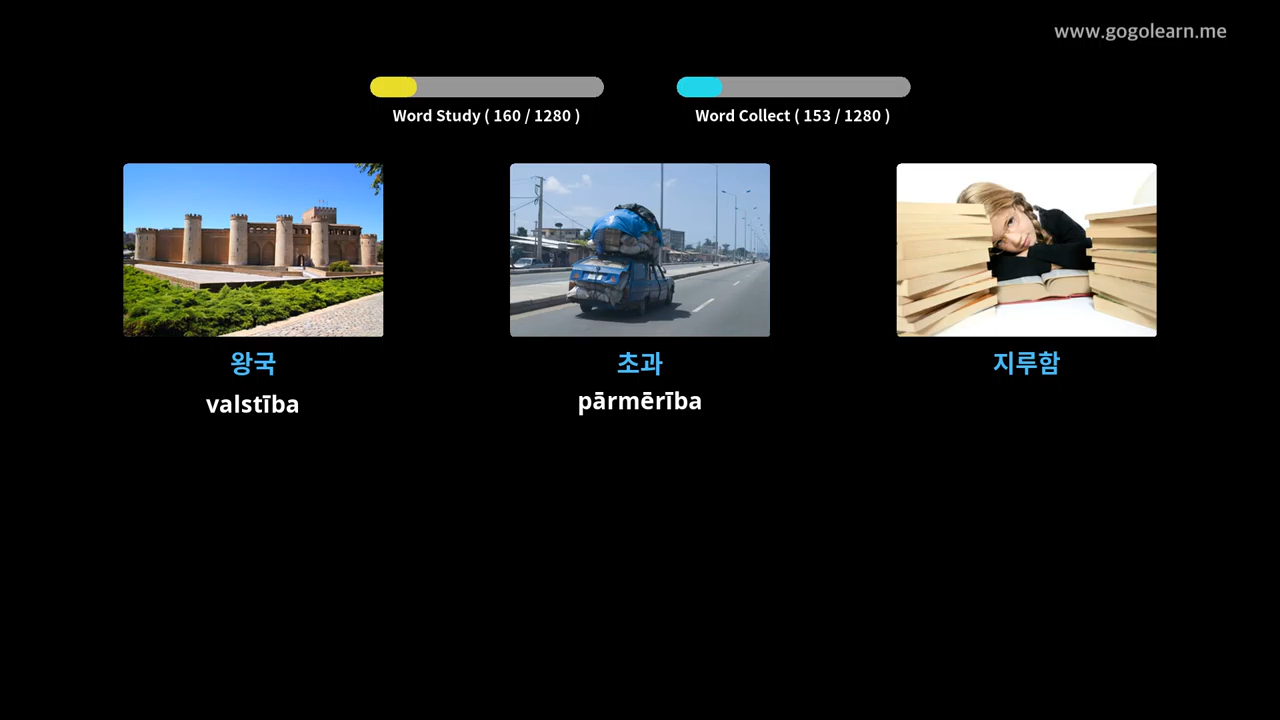 www.gogolearn.me
Word Study ( 160 / 1280 )
Word Collect ( 153 / 1280 )
왕국
초과
지루함
valstība
pārmērība